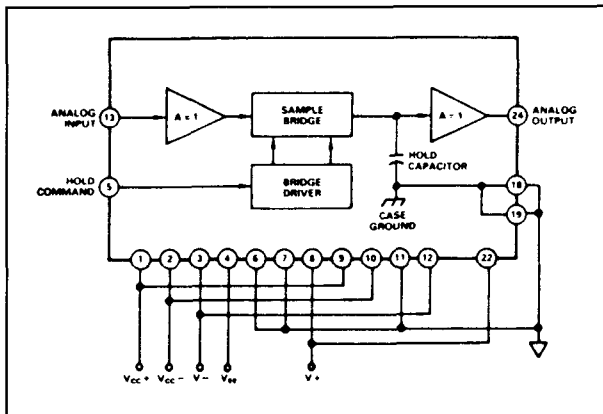 ANALOG
INPUT
13
A = 1
SAMPLE
BRIDGE
A = 1
24
ANALOG
OUTPUT
HOLD
CAPACITOR
HOLD
COMMAND
5
BRIDGE
DRIVER
CASE
GROUND
18
19
1 2 3 4 6 7 8 9 10 11 12 22
VCC + VCC − V − Vee V +